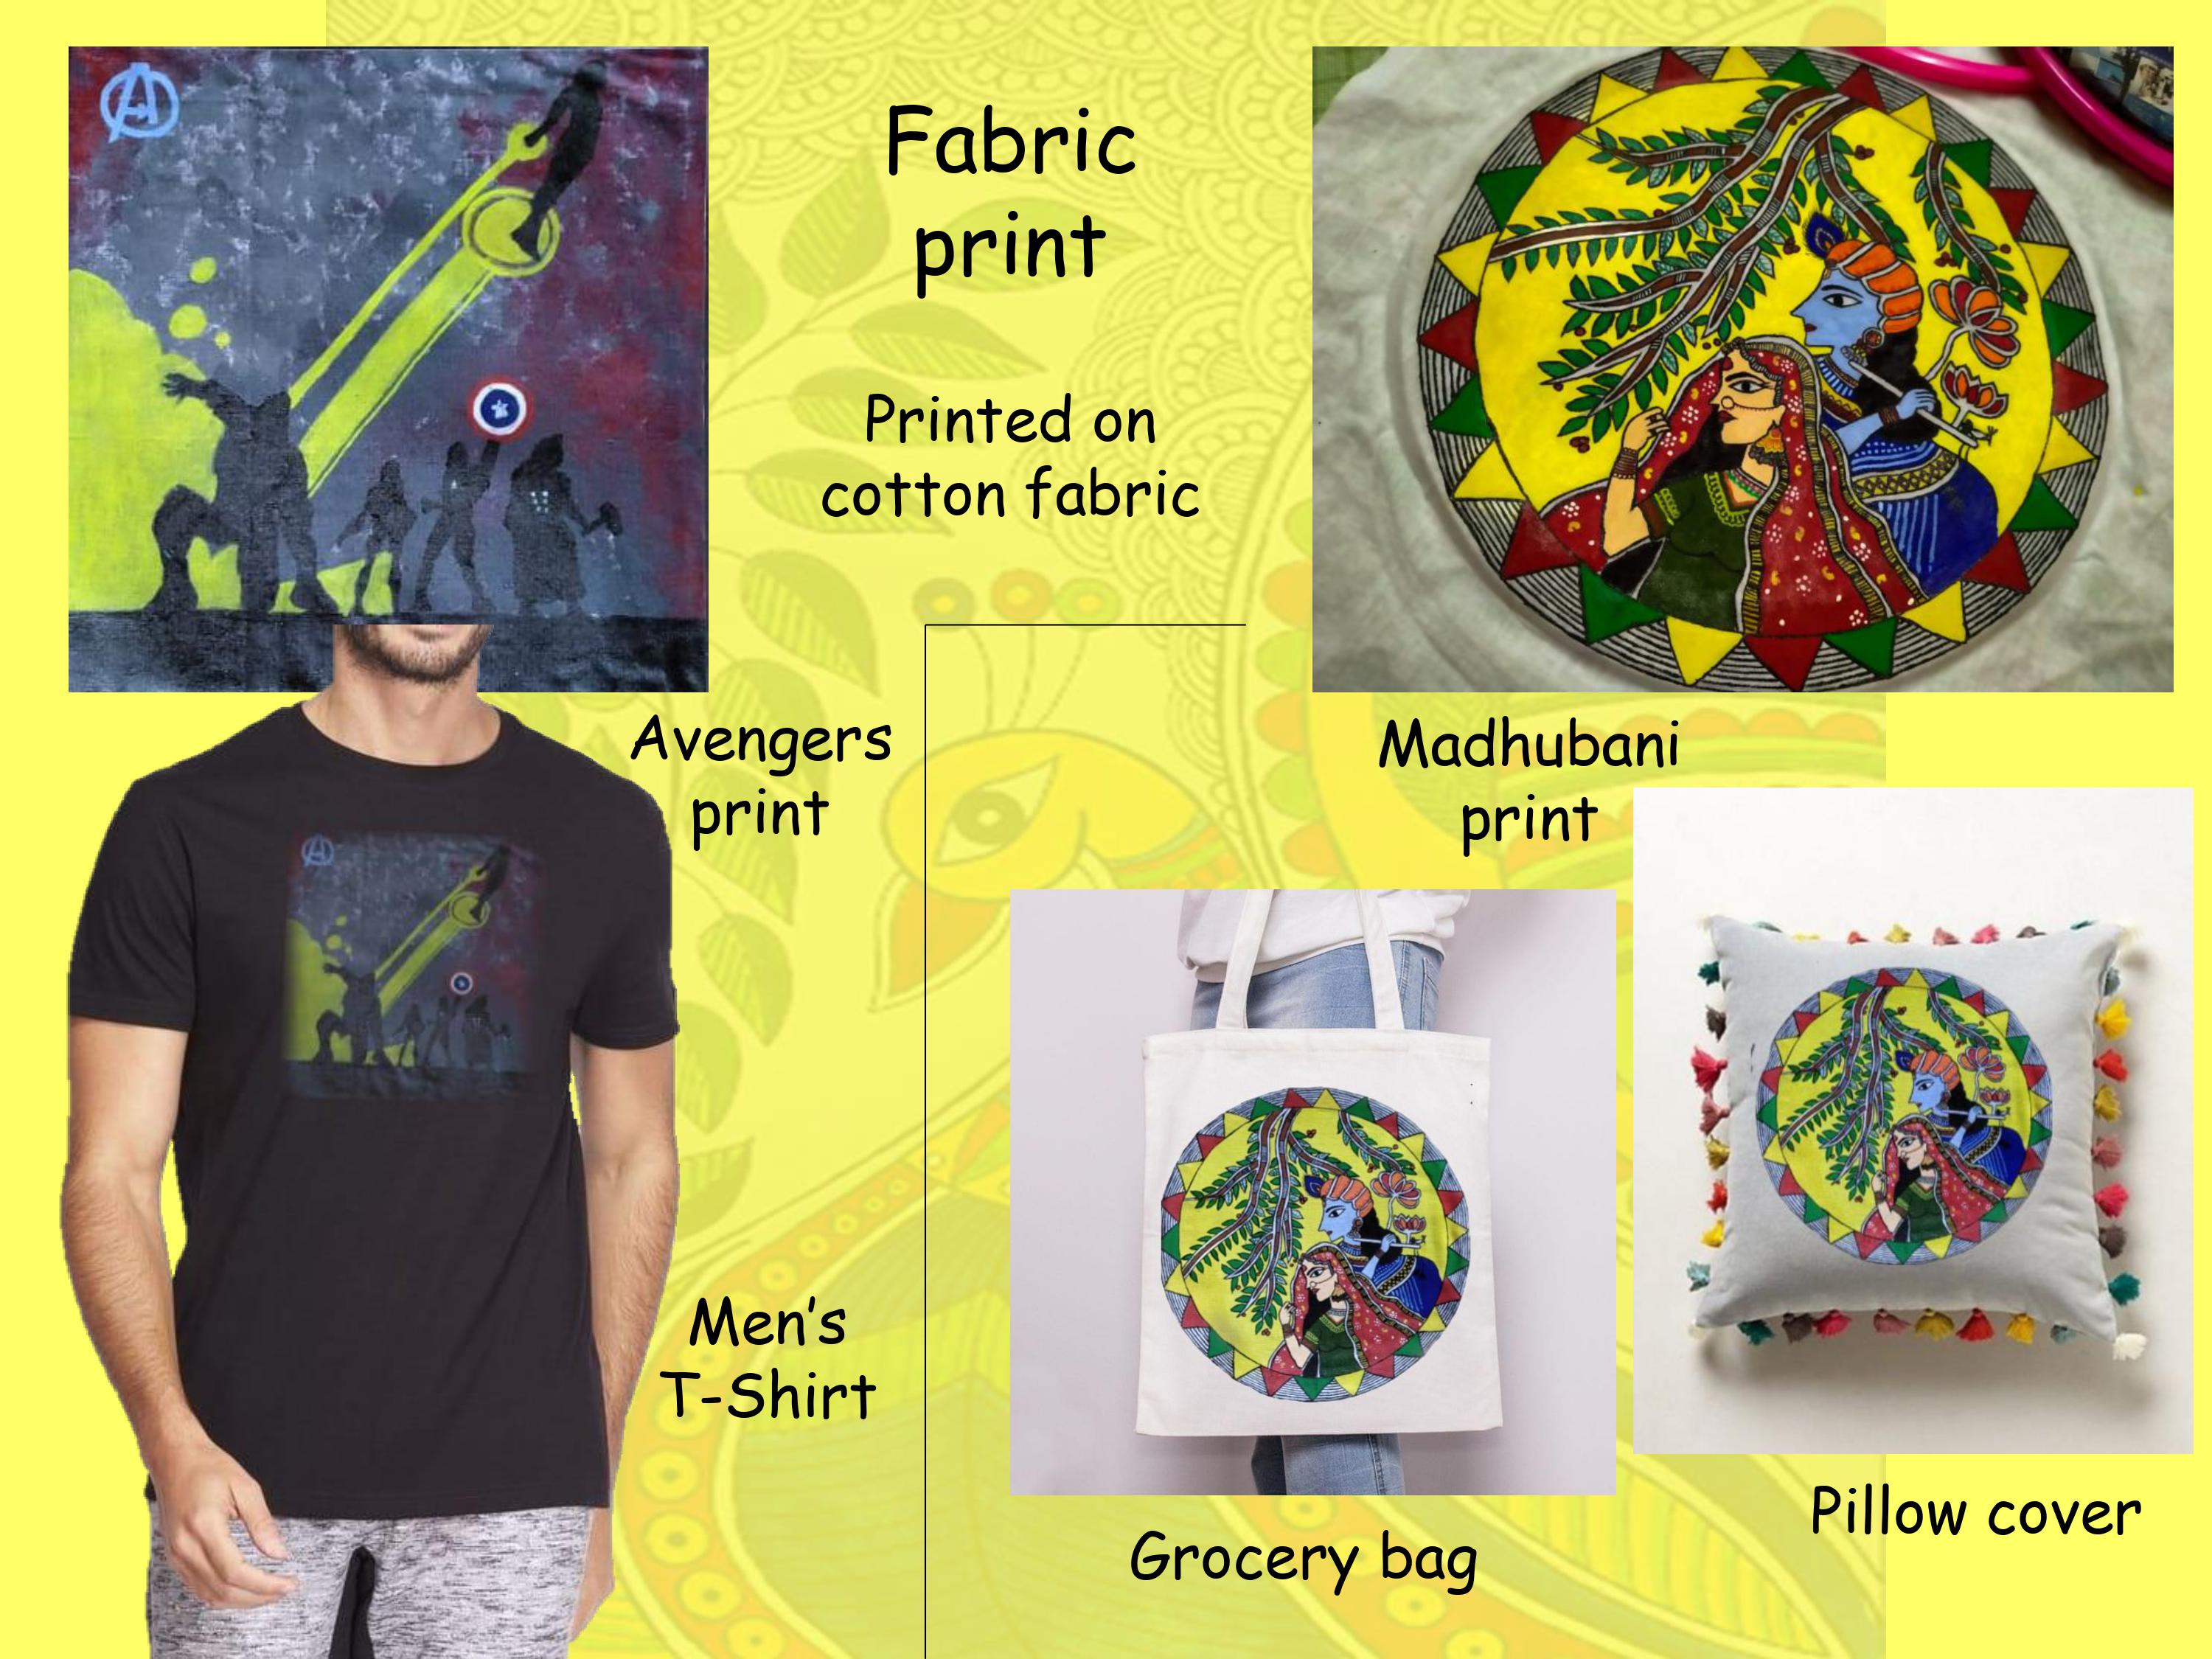 Fabric
print
Printed on
cotton fabric
Avengers
print
Madhubani
print
Men's
T-Shirt
Grocery bag
Pillow cover